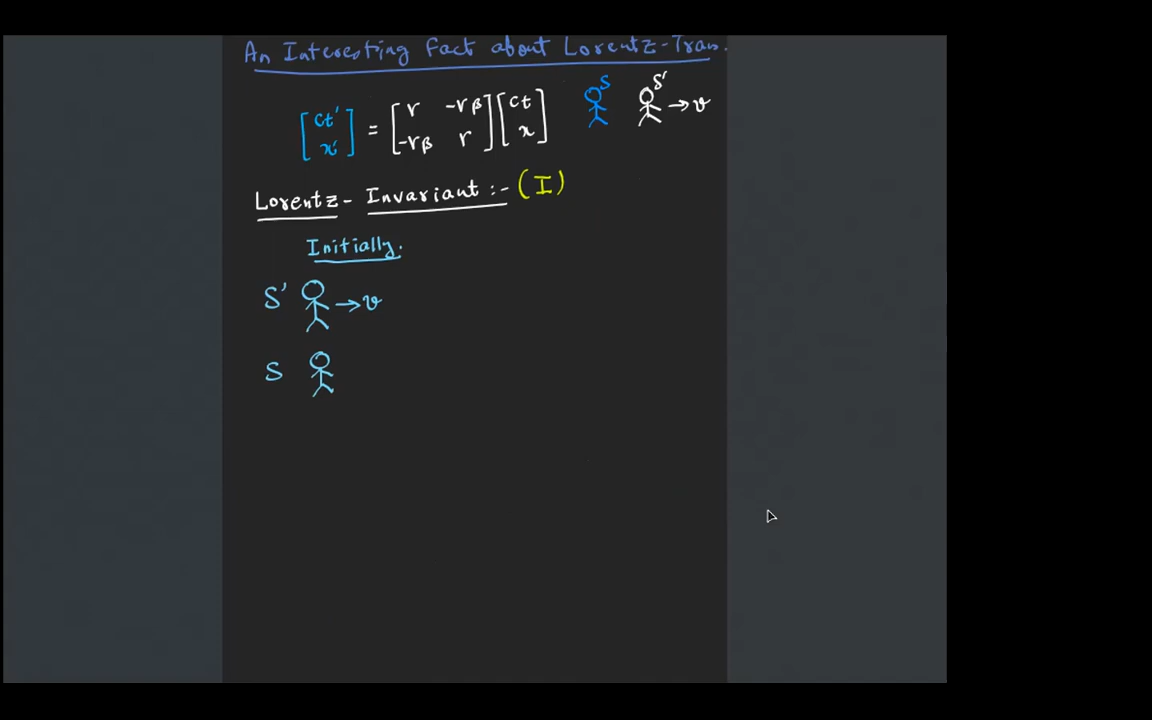 An Interesting Fact about Lorentz-Tran.
[ct' x'] = [γ -γβ -γβ γ] [ct x] S S' → v
Lorentz- Invariant :- (I)
Initially.
S' → v
S